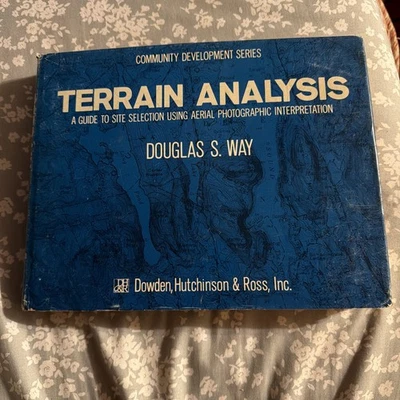 COMMUNITY DEVELOPMENT SERIES
TERRAIN ANALYSIS
A GUIDE TO SITE SELECTION USING AERIAL PHOTOGRAPHIC INTERPRETATION
DOUGLAS S. WAY
DH&R Dowden, Hutchinson & Ross, Inc.